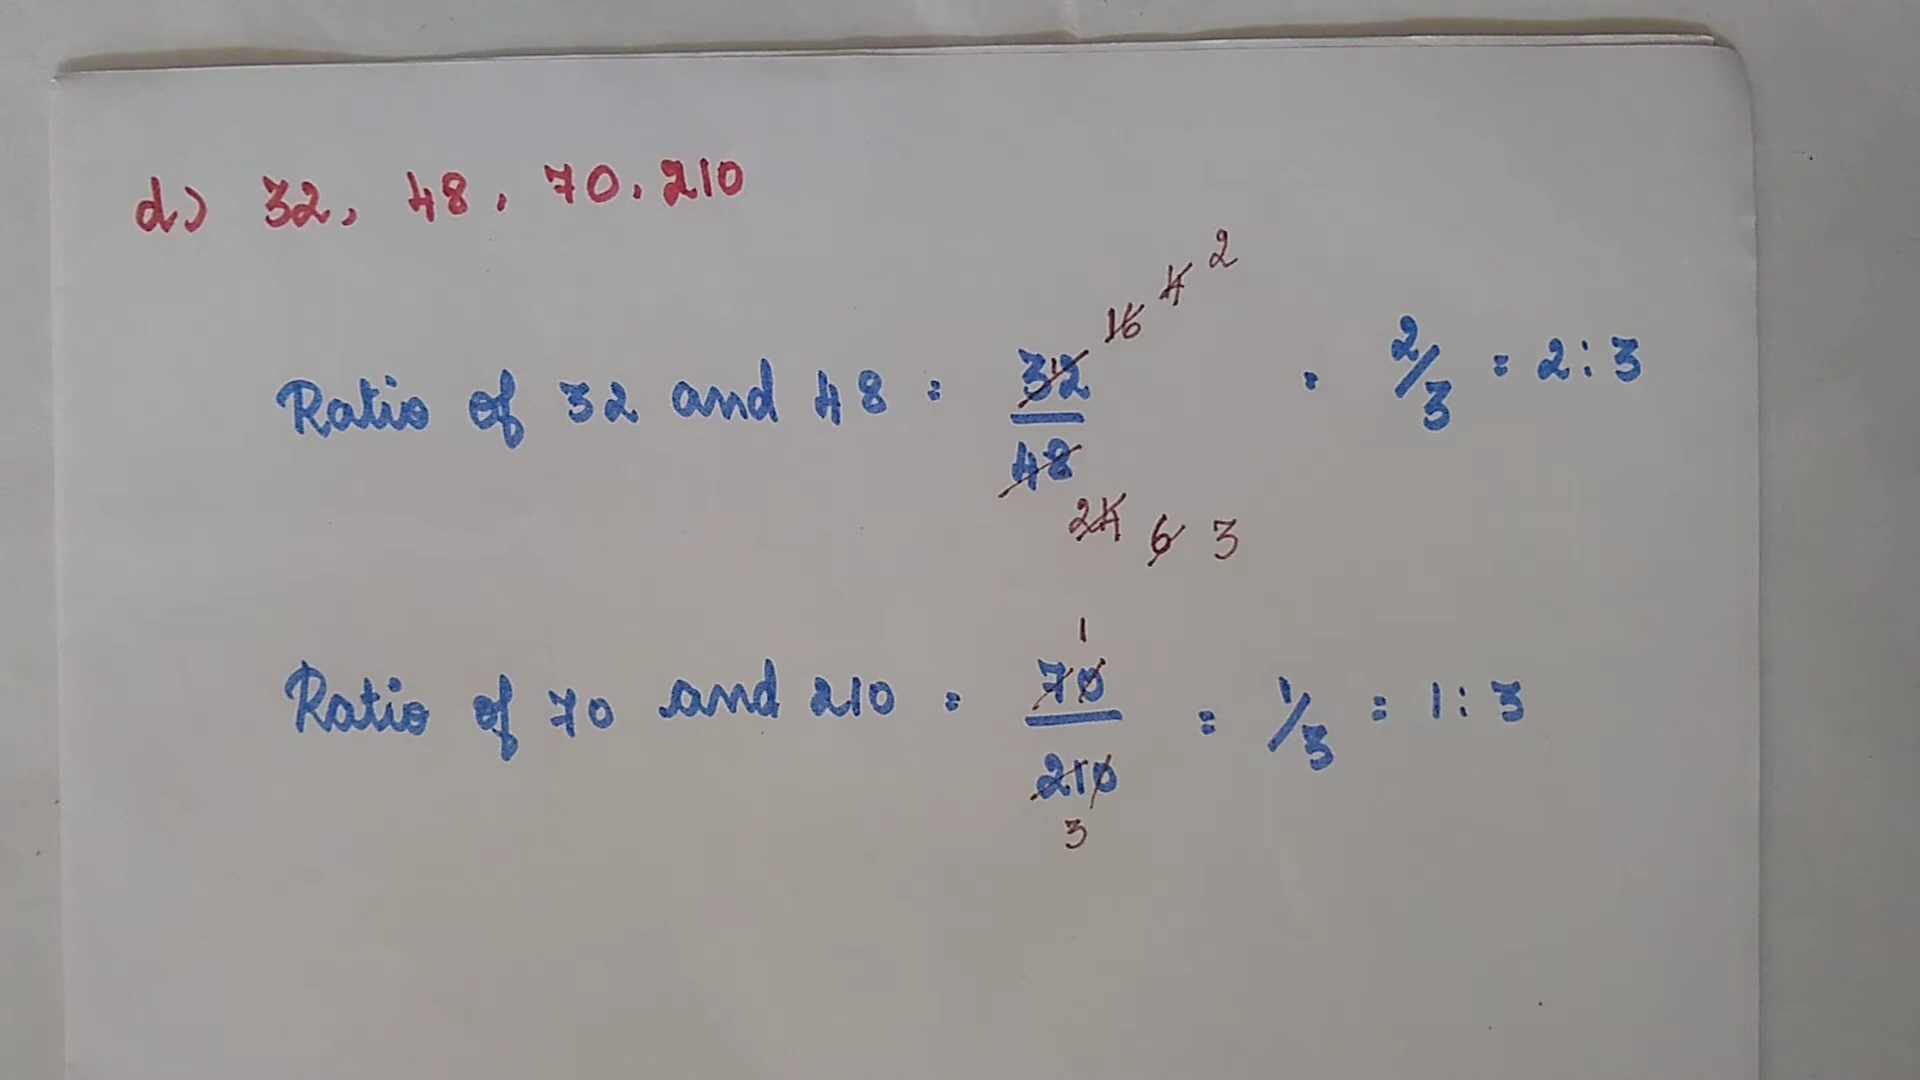 d) 32, 48, 70, 210
16 4 2
Ratio of 32 and 48 = 32/48 = 2/3 = 2:3
24 6 3
1
Ratio of 70 and 210 = 70/210 = 1/3 = 1:3
3